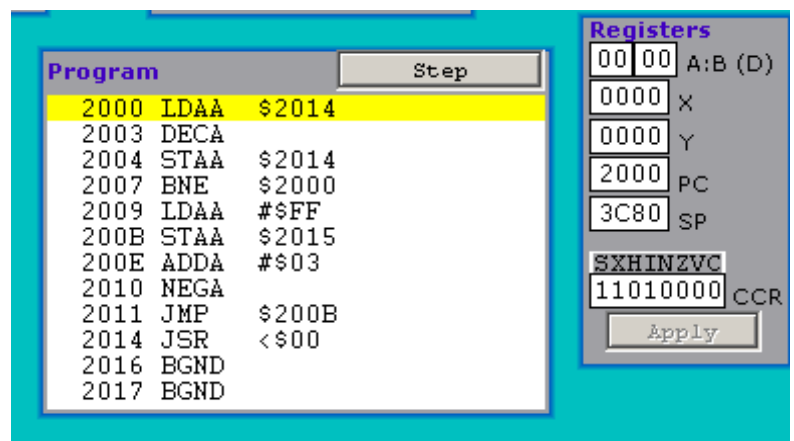 Program Step
2000 LDAA $2014
2003 DECA
2004 STAA $2014
2007 BNE $2000
2009 LDAA #$FF
200B STAA $2015
200E ADDA #$03
2010 NEGA
2011 JMP $200B
2014 JSR <$00
2016 BGND
2017 BGND
Registers
00 00 A:B (D)
0000 X
0000 Y
2000 PC
3C80 SP
SXHINZVC
11010000 CCR
Apply